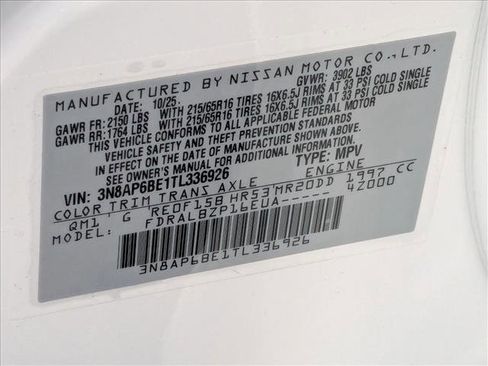 MANUFACTURED BY NISSAN MOTOR CO., LTD.
DATE: 10/25 GVWR: 3902 LBS
GAWR FR: 2150 LBS WITH 215/65R16 TIRES 16X6.5J RIMS AT 33 PSI COLD SINGLE
GAWR RR: 1764 LBS WITH 215/65R16 TIRES 16X6.5J RIMS AT 33 PSI COLD SINGLE
THIS VEHICLE CONFORMS TO ALL APPLICABLE FEDERAL MOTOR
VEHICLE SAFETY AND THEFT PREVENTION STANDARDS
IN EFFECT ON THE DATE OF MANUFACTURE SHOWN ABOVE.
SEE OWNER'S MANUAL FOR ADDITIONAL INFORMATION.
VIN: 3N8AP6BE1TL336926 TYPE: MPV
COLOR TRIM TRANS AXLE ENGINE
QM1 G RE0F15B HR53 MR20DD 1997 CC
MODEL: FDRALBZP16EUA----- 4Z000
3N8AP6BE1TL336926